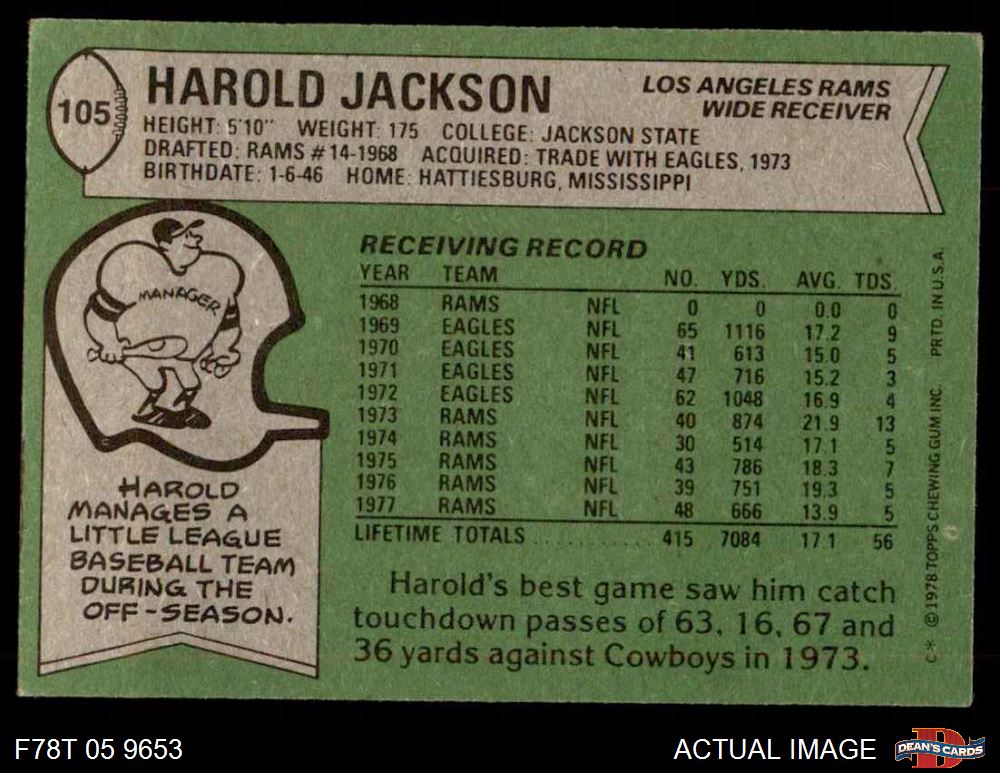 105
HAROLD JACKSON
LOS ANGELES RAMS
WIDE RECEIVER
HEIGHT: 5'10" WEIGHT: 175 COLLEGE: JACKSON STATE
DRAFTED: RAMS #14-1968 ACQUIRED: TRADE WITH EAGLES, 1973
BIRTHDATE: 1-6-46 HOME: HATTIESBURG, MISSISSIPPI
MANAGER
HAROLD
MANAGES A
LITTLE LEAGUE
BASEBALL TEAM
DURING THE
OFF-SEASON.
RECEIVING RECORD
YEAR TEAM NO. YDS. AVG. TDS.
1968 RAMS NFL 0 0 0.0 0
1969 EAGLES NFL 65 1116 17.2 9
1970 EAGLES NFL 41 613 15.0 5
1971 EAGLES NFL 47 716 15.2 3
1972 EAGLES NFL 62 1048 16.9 4
1973 RAMS NFL 40 874 21.9 13
1974 RAMS NFL 30 514 17.1 5
1975 RAMS NFL 43 786 18.3 7
1976 RAMS NFL 39 751 19.3 5
1977 RAMS NFL 48 666 13.9 5
LIFETIME TOTALS .......... 415 7084 17.1 56
Harold's best game saw him catch
touchdown passes of 63, 16, 67 and
36 yards against Cowboys in 1973.
C* ©1978 TOPPS CHEWING GUM INC. PRTD. IN U.S.A.
F78T 05 9653
ACTUAL IMAGE
D
DEAN'S CARDS